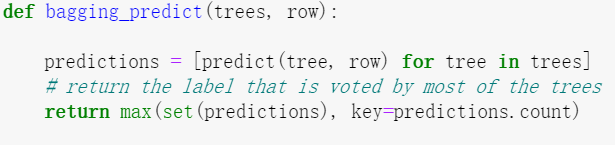 def bagging_predict(trees, row):
predictions = [predict(tree, row) for tree in trees]
# return the label that is voted by most of the trees
return max(set(predictions), key=predictions.count)